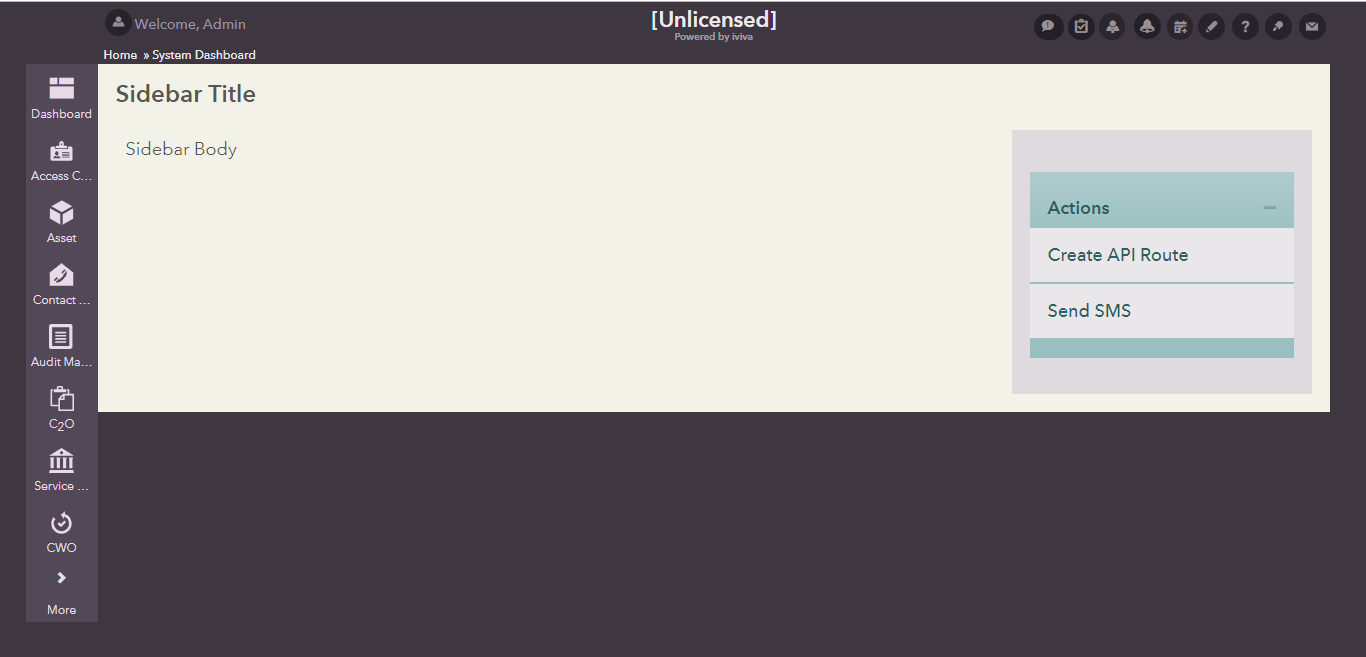 Welcome, Admin
[Unlicensed]
Powered by iviva
Home » System Dashboard
Dashboard
Access C...
Asset
Contact ...
Audit Ma...
C2O
Service ...
CWO
More
Sidebar Title
Sidebar Body
Actions
Create API Route
Send SMS